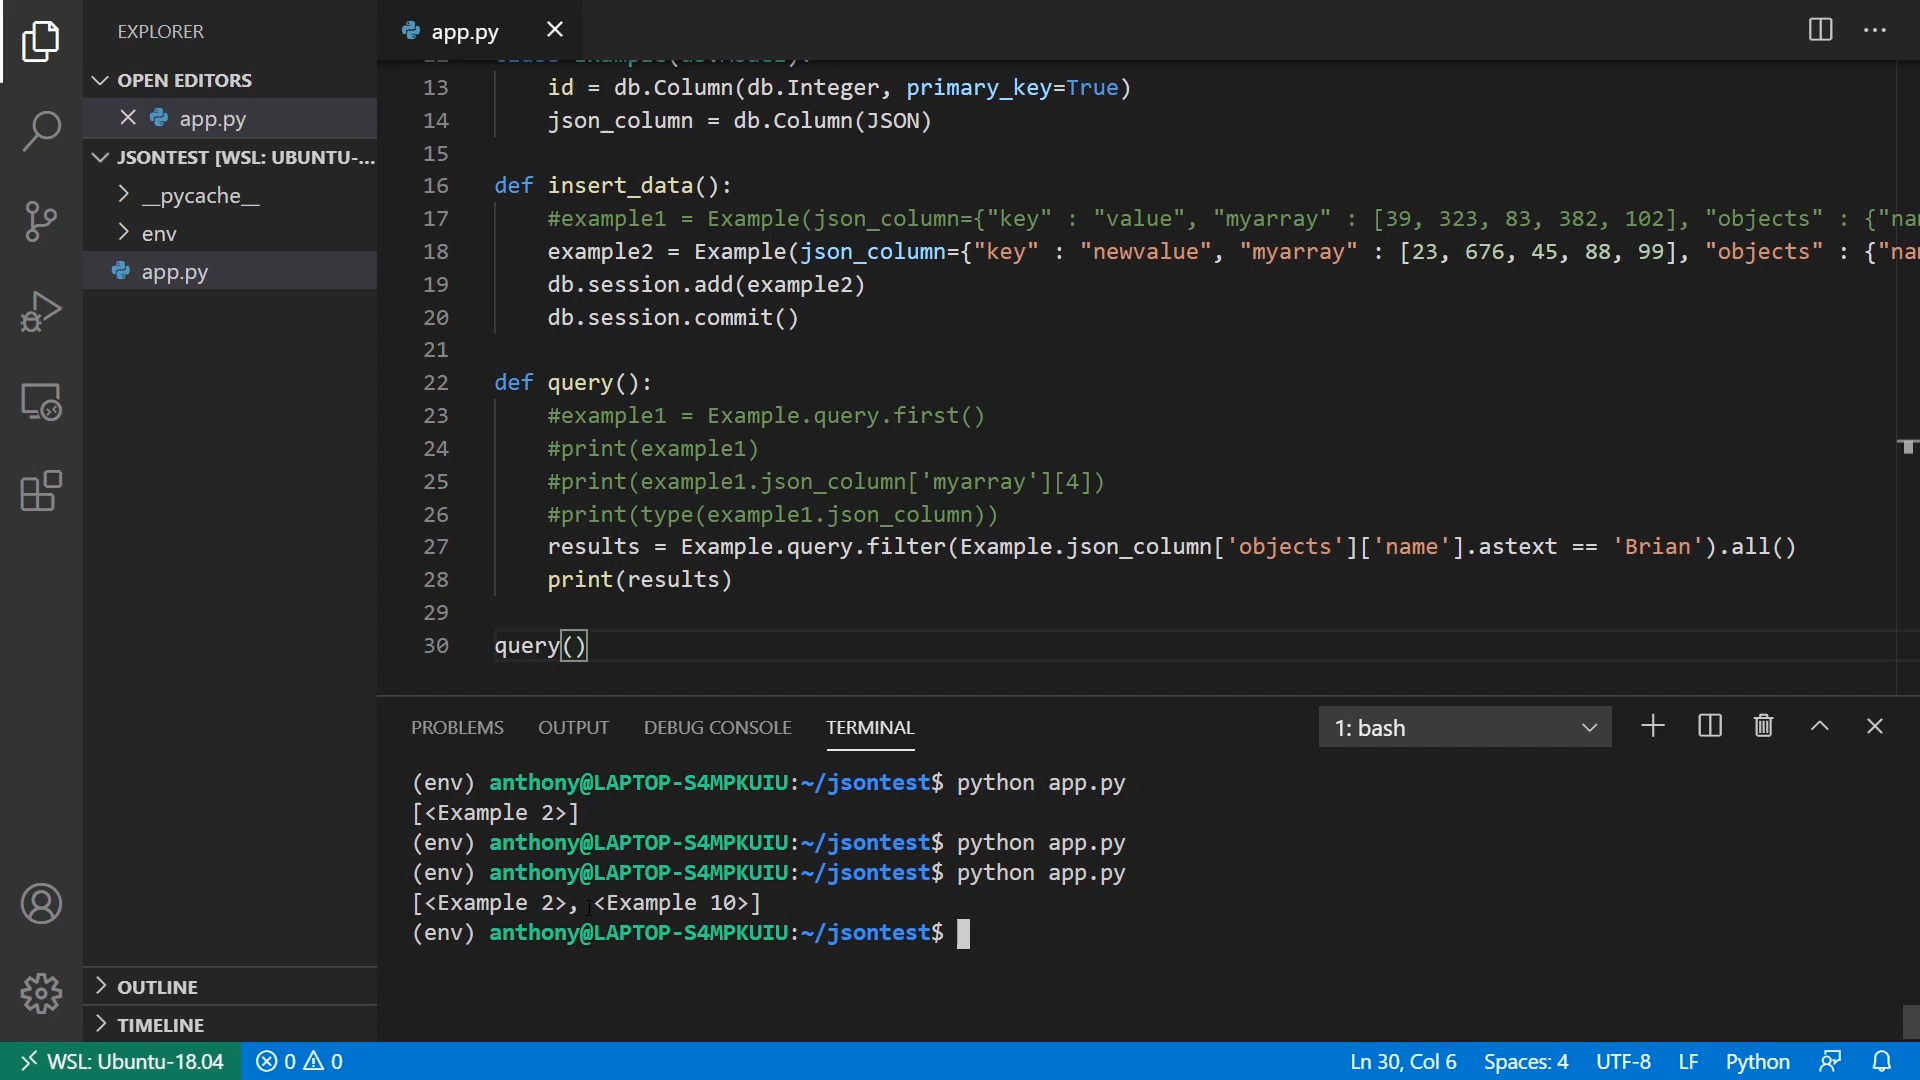 EXPLORER
OPEN EDITORS
app.py
JSONTEST [WSL: UBUNTU-...
__pycache__
env
app.py
OUTLINE
TIMELINE
app.py
13 id = db.Column(db.Integer, primary_key=True)
14 json_column = db.Column(JSON)
15
16 def insert_data():
17 #example1 = Example(json_column={"key" : "value", "myarray" : [39, 323, 83, 382, 102], "objects" : {"nam
18 example2 = Example(json_column={"key" : "newvalue", "myarray" : [23, 676, 45, 88, 99], "objects" : {"nam
19 db.session.add(example2)
20 db.session.commit()
21
22 def query():
23 #example1 = Example.query.first()
24 #print(example1)
25 #print(example1.json_column['myarray'][4])
26 #print(type(example1.json_column))
27 results = Example.query.filter(Example.json_column['objects']['name'].astext == 'Brian').all()
28 print(results)
29
30 query()
PROBLEMS OUTPUT DEBUG CONSOLE TERMINAL 1: bash
(env) anthony@LAPTOP-S4MPKUIU:~/jsontest$ python app.py
[<Example 2>]
(env) anthony@LAPTOP-S4MPKUIU:~/jsontest$ python app.py
(env) anthony@LAPTOP-S4MPKUIU:~/jsontest$ python app.py
[<Example 2>, <Example 10>]
(env) anthony@LAPTOP-S4MPKUIU:~/jsontest$
WSL: Ubuntu-18.04 0 0 Ln 30, Col 6 Spaces: 4 UTF-8 LF Python